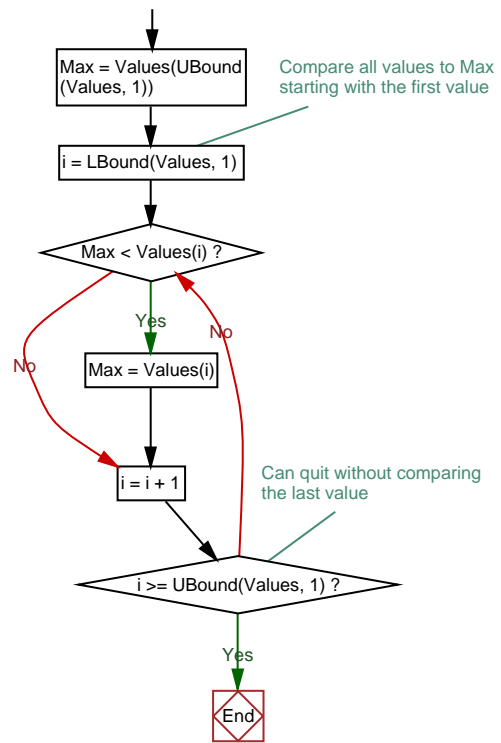 Max = Values(UBound
(Values, 1))
Compare all values to Max
starting with the first value
i = LBound(Values, 1)
Max < Values(i) ?
Yes
No
No
Max = Values(i)
i = i + 1
Can quit without comparing
the last value
i >= UBound(Values, 1) ?
Yes
End